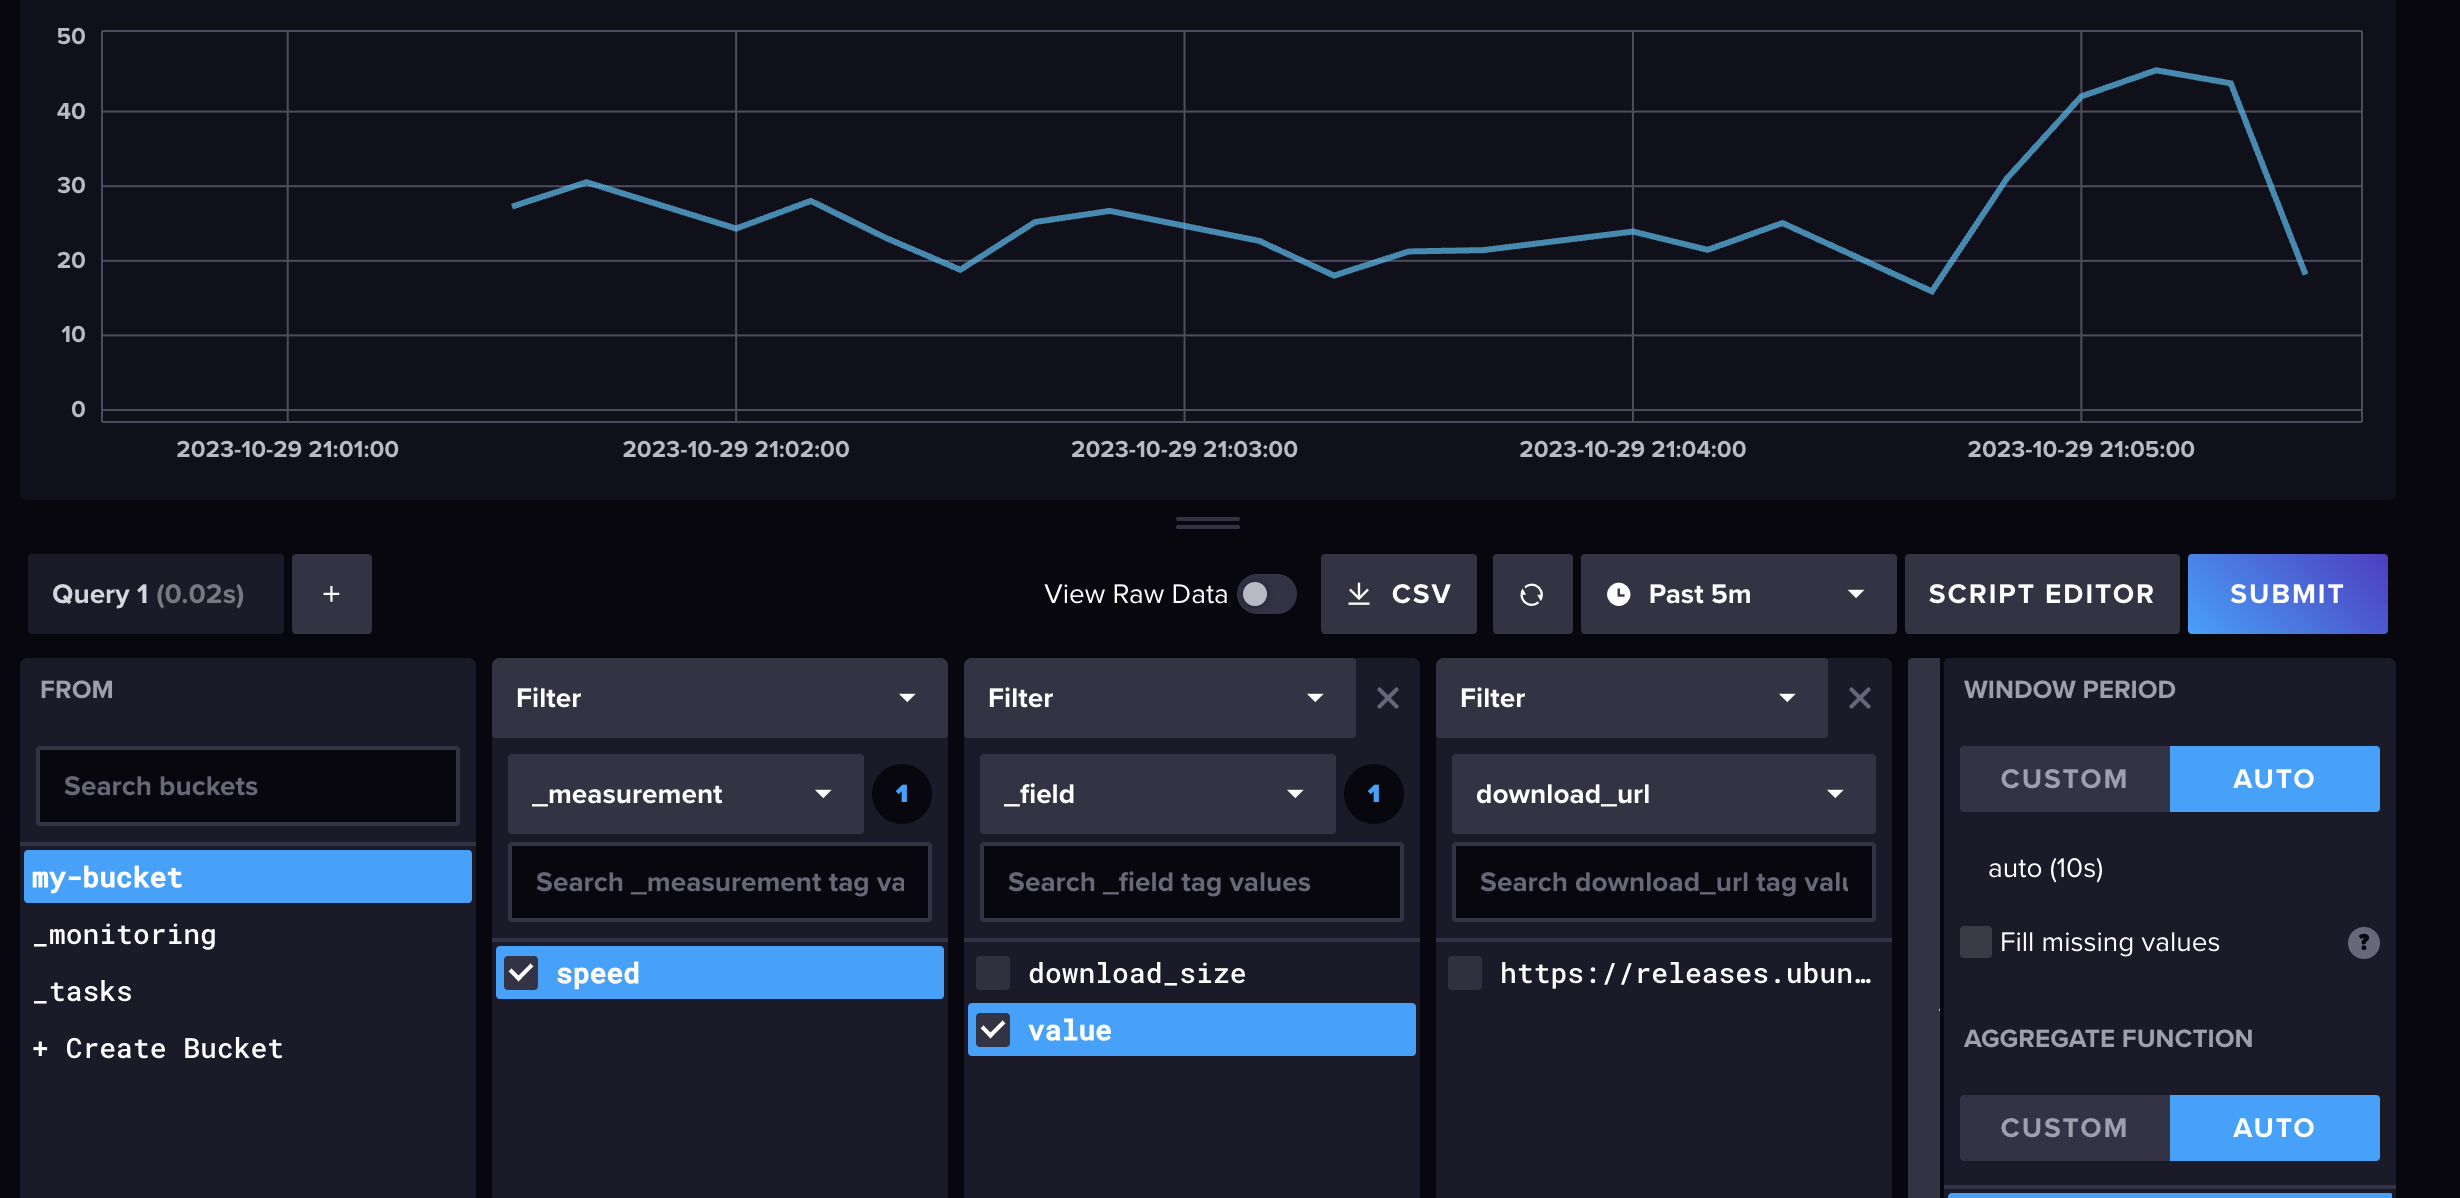 50
40
30
20
10
0
2023-10-29 21:01:00
2023-10-29 21:02:00
2023-10-29 21:03:00
2023-10-29 21:04:00
2023-10-29 21:05:00
Query 1 (0.02s)
+
View Raw Data
CSV
Past 5m
SCRIPT EDITOR
SUBMIT
FROM
Search buckets
my-bucket
_monitoring
_tasks
+ Create Bucket
Filter
_measurement
1
Search _measurement tag va
speed
Filter
_field
1
Search _field tag values
download_size
value
Filter
download_url
Search download_url tag valu
https://releases.ubun…
WINDOW PERIOD
CUSTOM
AUTO
auto (10s)
Fill missing values
?
AGGREGATE FUNCTION
CUSTOM
AUTO